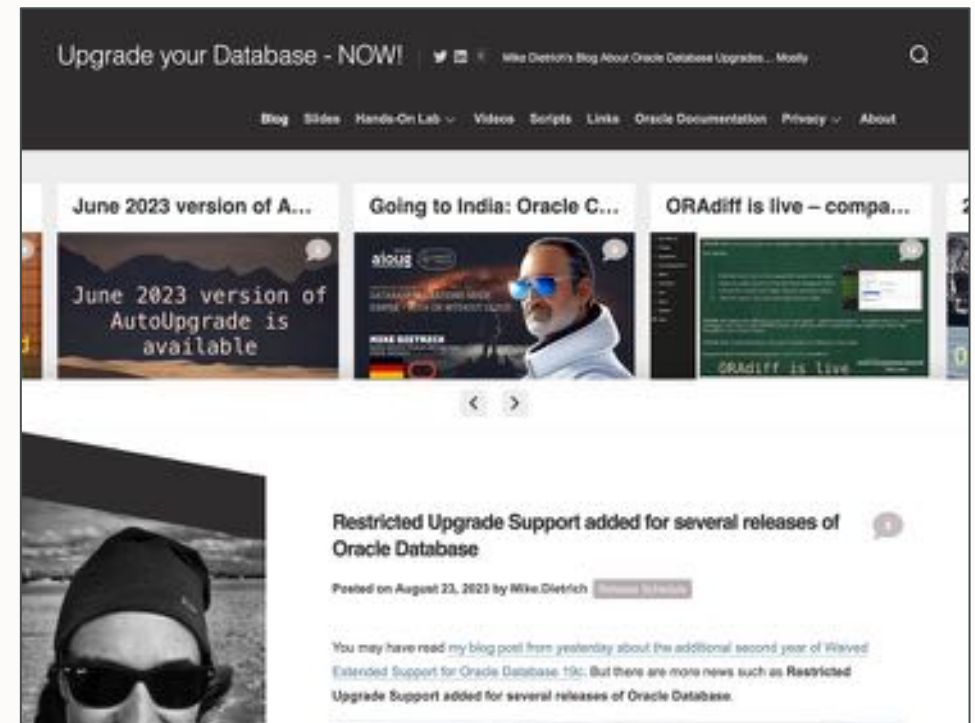 Upgrade your Database - NOW!
Mike Dietrich's Blog About Oracle Database Upgrades... Mostly
Blog Slides Hands-On Lab Videos Scripts Links Oracle Documentation Privacy About
June 2023 version of A...
Going to India: Oracle C...
ORAdiff is live – compa...
2
June 2023 version of
AutoUpgrade is
available
aioug
MIKE DIETRICH
ORAdiff is live
Restricted Upgrade Support added for several releases of
Oracle Database
Posted on August 23, 2023 by Mike.Dietrich
You may have read my blog post from yesterday about the additional second year of Waived
Extended Support for Oracle Database 19c. But there are more news such as Restricted
Upgrade Support added for several releases of Oracle Database.